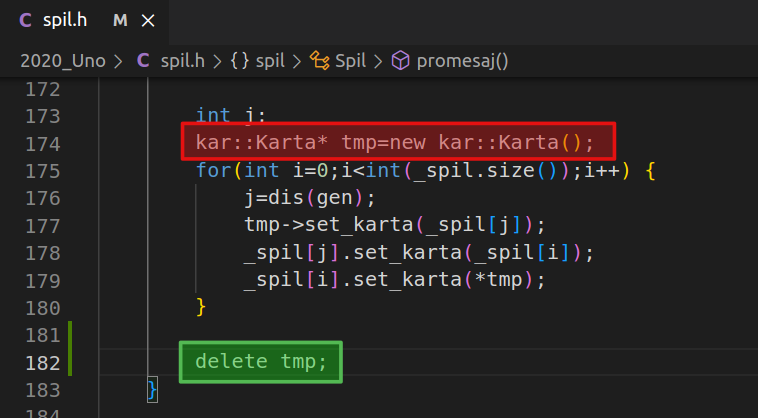 C spil.h M ×
2020_Uno > C spil.h > {} spil > Spil > promesaj()
172
173 int j;
174 kar::Karta* tmp=new kar::Karta();
175 for(int i=0;i<int(_spil.size());i++) {
176 j=dis(gen);
177 tmp->set_karta(_spil[j]);
178 _spil[j].set_karta(_spil[i]);
179 _spil[i].set_karta(*tmp);
180 }
181
182 delete tmp;
183 }
184